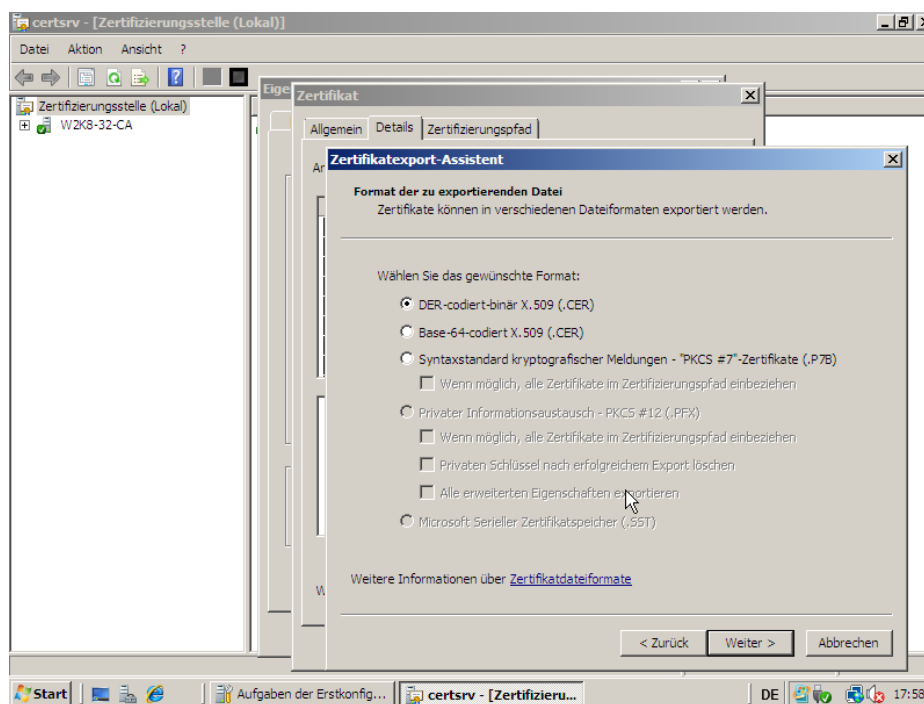 certsrv - [Zertifizierungsstelle (Lokal)]
Datei Aktion Ansicht ?
Zertifizierungsstelle (Lokal)
W2K8-32-CA
Eige
Zertifikat
Allgemein Details Zertifizierungspfad
Zertifikatexport-Assistent
Format der zu exportierenden Datei
Zertifikate können in verschiedenen Dateiformaten exportiert werden.
Wählen Sie das gewünschte Format:
DER-codiert-binär X.509 (.CER)
Base-64-codiert X.509 (.CER)
Syntaxstandard kryptografischer Meldungen - "PKCS #7"-Zertifikate (.P7B)
Wenn möglich, alle Zertifikate im Zertifizierungspfad einbeziehen
Privater Informationsaustausch - PKCS #12 (.PFX)
Wenn möglich, alle Zertifikate im Zertifizierungspfad einbeziehen
Privaten Schlüssel nach erfolgreichem Export löschen
Alle erweiterten Eigenschaften exportieren
Microsoft Serieller Zertifikatspeicher (.SST)
Weitere Informationen über Zertifikatdateiformate
< Zurück Weiter > Abbrechen
Start Aufgaben der Erstkonfig... certsrv - [Zertifizieru... DE 17:58